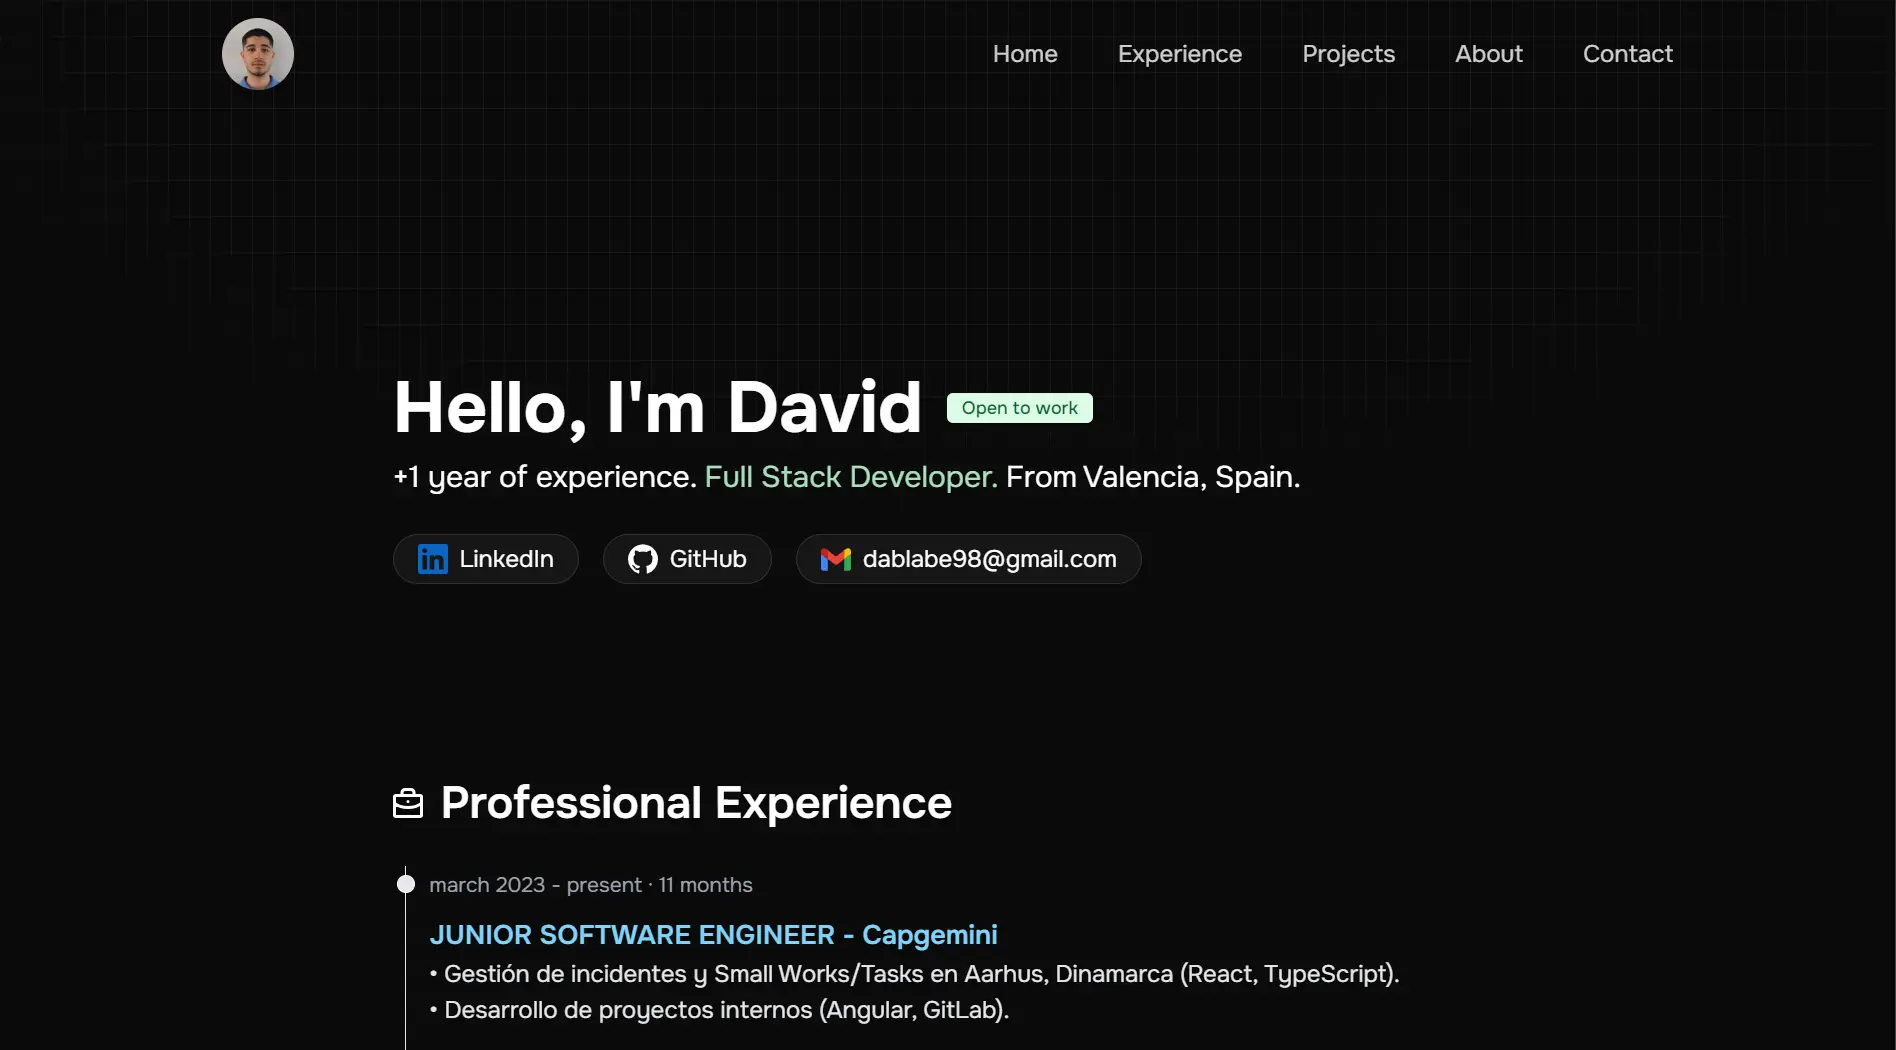 Home Experience Projects About Contact
Hello, I'm David Open to work
+1 year of experience. Full Stack Developer. From Valencia, Spain.
LinkedIn GitHub dablabe98@gmail.com
Professional Experience
march 2023 - present · 11 months
JUNIOR SOFTWARE ENGINEER - Capgemini
• Gestión de incidentes y Small Works/Tasks en Aarhus, Dinamarca (React, TypeScript).
• Desarrollo de proyectos internos (Angular, GitLab).